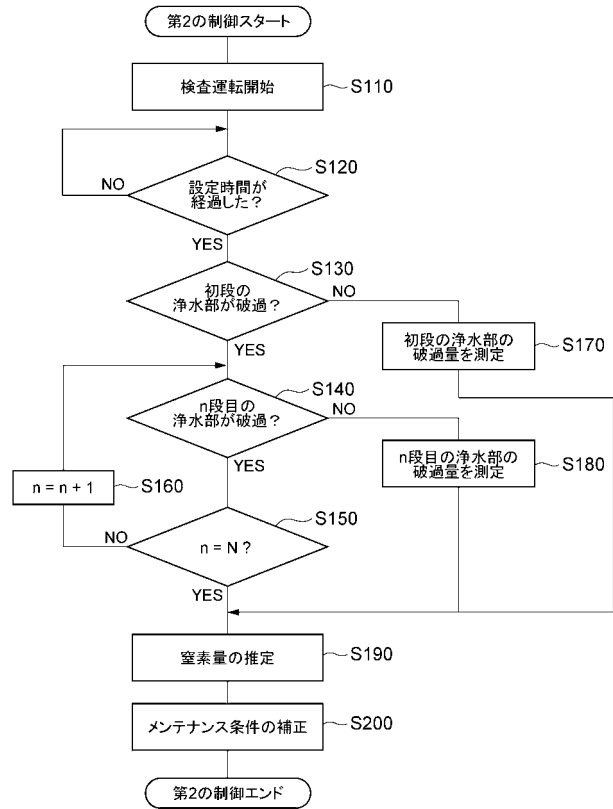 第2の制御スタート
検査運転開始
S110
S120
設定時間が
経過した？
NO
YES
S130
初段の
浄水部が破過？
NO
YES
初段の浄水部の
破過量を測定
S170
S140
n段目の
浄水部が破過？
NO
YES
n段目の浄水部の
破過量を測定
S180
n = n + 1
S160
S150
n = N ?
NO
YES
窒素量の推定
S190
メンテナンス条件の補正
S200
第2の制御エンド